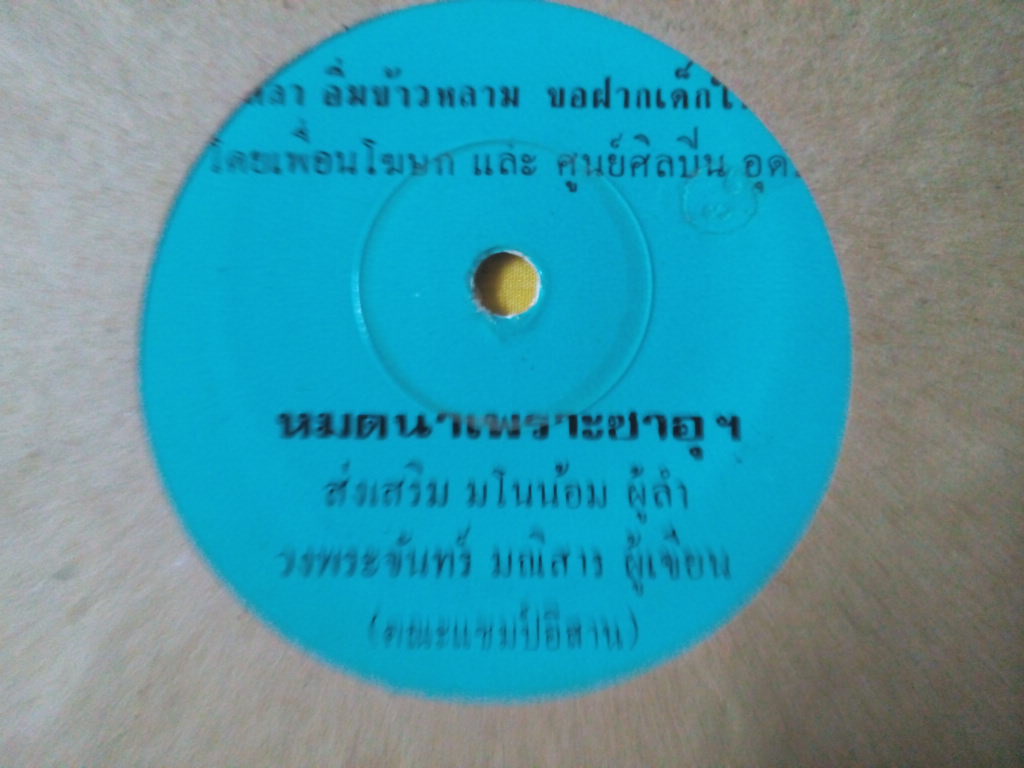 อิ่มข้าวหลาม ขอฝากเด็ก
โดยเพื่อนโฆษก และ ศูนย์ศิลปิน อุด
หมดนาเพราะซาอุฯ
ส่งเสริม มโนน้อม ผู้ลำ
วงพระจันทร์ มณีสาร ผู้เขียน
(คณะแชมป์อีสาน)